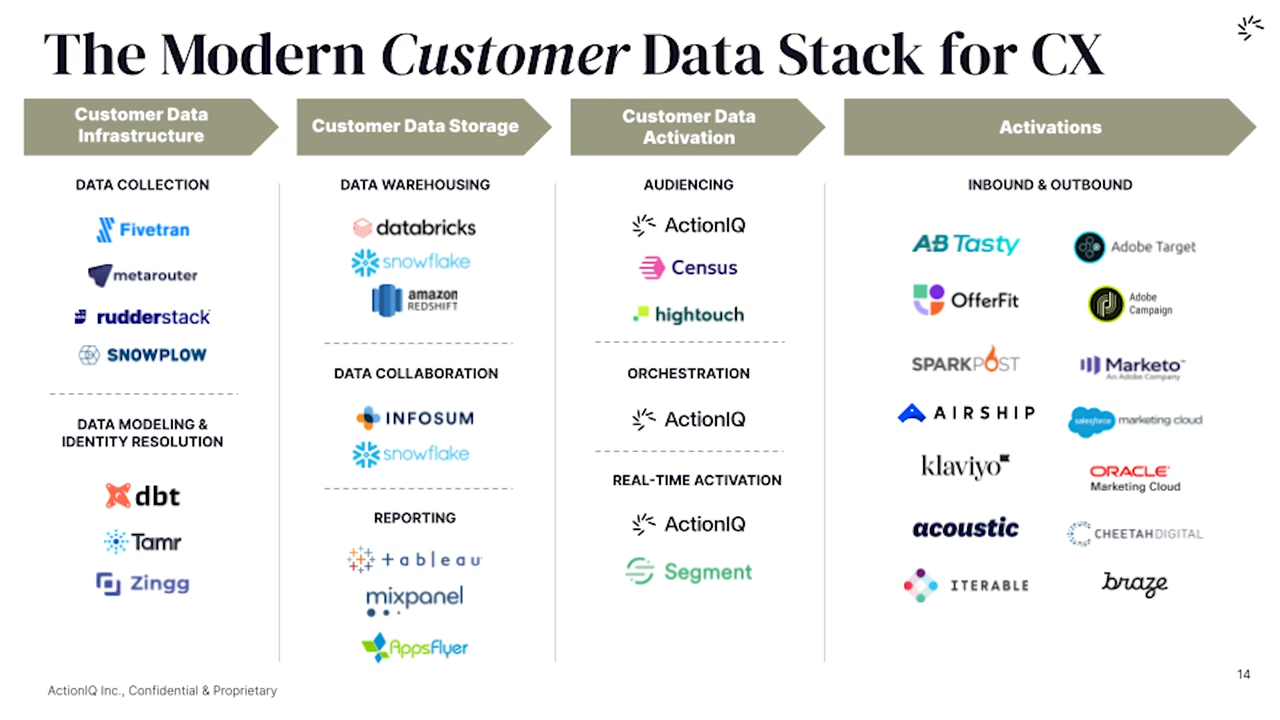 The Modern Customer Data Stack for CX
Customer Data
Infrastructure
Customer Data Storage
Customer Data
Activation
Activations
DATA COLLECTION
Fivetran
metarouter
rudderstack
SNOWPLOW
DATA MODELING &
IDENTITY RESOLUTION
dbt
Tamr
Zingg
DATA WAREHOUSING
databricks
snowflake
amazon
REDSHIFT
DATA COLLABORATION
INFOSUM
snowflake
REPORTING
+ableau
mixpanel
AppsFlyer
AUDIENCING
ActionIQ
Census
hightouch
ORCHESTRATION
ActionIQ
REAL-TIME ACTIVATION
ActionIQ
Segment
INBOUND & OUTBOUND
AB Tasty
Adobe Target
OfferFit
Adobe
Campaign
SPARKPOST
Marketo™
An Adobe Company
AIRSHIP
salesforce marketing cloud
klaviyo
ORACLE
Marketing Cloud
acoustic
CHEETAHDIGITAL
ITERABLE
braze
ActionIQ Inc., Confidential & Proprietary
14